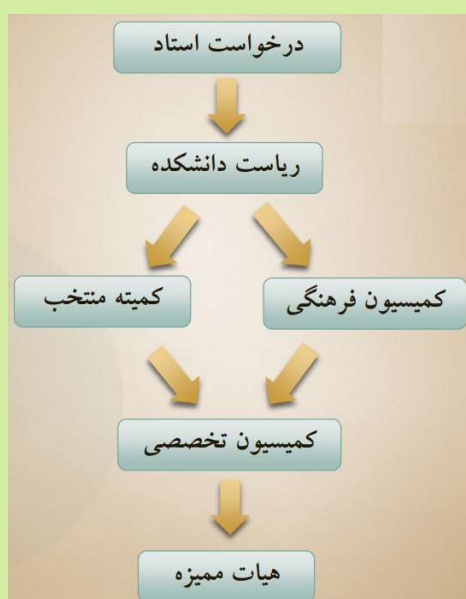 درخواست استاد
ریاست دانشکده
کمیسیون فرهنگی
کمیته منتخب
کمیسیون تخصصی
هیات ممیزه